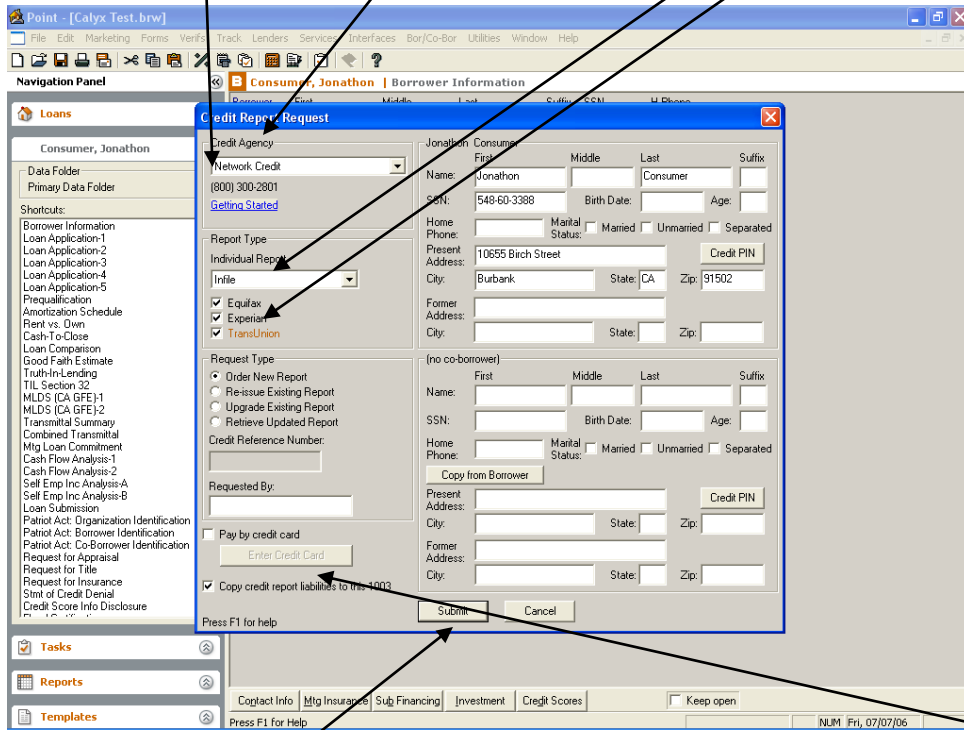 Point - [Calyx Test.brw]
File Edit Marketing Forms Verifs Track Lenders Services Interfaces Bor/Co-Bor Utilities Window Help
Navigation Panel
B Consumer, Jonathon | Borrower Information
Borrower First Middle Last Suffix SSN H.Phone
Loans
Consumer, Jonathon
Data Folder
Primary Data Folder
Shortcuts:
Borrower Information
Loan Application-1
Loan Application-2
Loan Application-3
Loan Application-4
Loan Application-5
Prequalification
Amortization Schedule
Rent vs. Own
Cash-To-Close
Loan Comparison
Good Faith Estimate
Truth-In-Lending
TIL Section 32
MLDS (CA GFE)-1
MLDS (CA GFE)-2
Transmittal Summary
Combined Transmittal
Mtg Loan Commitment
Cash Flow Analysis-1
Cash Flow Analysis-2
Self Emp Inc Analysis-A
Self Emp Inc Analysis-B
Loan Submission
Patriot Act: Organization Identification
Patriot Act: Borrower Identification
Patriot Act: Co-Borrower Identification
Request for Appraisal
Request for Title
Request for Insurance
Stmt of Credit Denial
Credit Score Info Disclosure
Tasks
Reports
Templates
Credit Report Request
Credit Agency
Network Credit
(800) 300-2801
Getting Started
Report Type
Individual Report
Infile
Equifax
Experian
TransUnion
Request Type
Order New Report
Re-issue Existing Report
Upgrade Existing Report
Retrieve Updated Report
Credit Reference Number:
Requested By:
Pay by credit card
Enter Credit Card
Copy credit report liabilities to this 1003
Press F1 for help
Jonathon Consumer
First Middle Last Suffix
Name: Jonathon Consumer
SSN: 548-60-3388 Birth Date: Age:
Home Phone: Marital Status: Married Unmarried Separated
Present Address: 10655 Birch Street Credit PIN
City: Burbank State: CA Zip: 91502
Former Address:
City: State: Zip:
(no co-borrower)
First Middle Last Suffix
Name:
SSN: Birth Date: Age:
Home Phone: Marital Status: Married Unmarried Separated
Copy from Borrower
Present Address: Credit PIN
City: State: Zip:
Former Address:
City: State: Zip:
Submit Cancel
Contact Info Mtg Insurance Sub Financing Investment Credit Scores Keep open
Press F1 for Help NUM Fri, 07/07/06